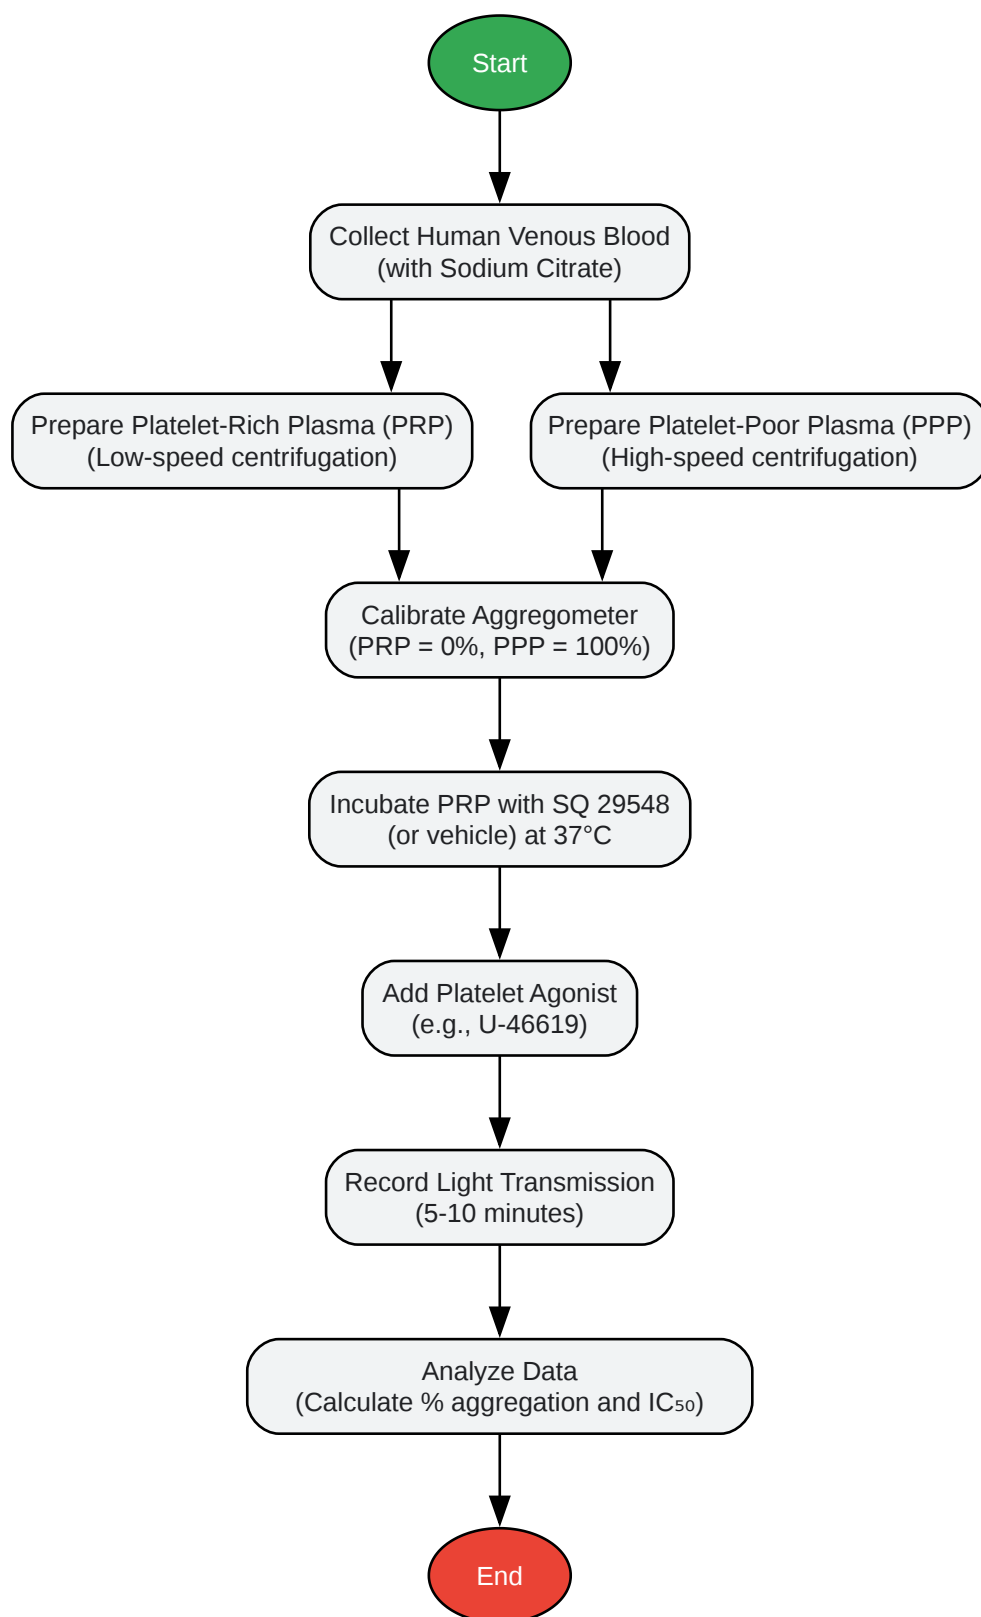 Start
Collect Human Venous Blood
(with Sodium Citrate)
Prepare Platelet-Rich Plasma (PRP)
(Low-speed centrifugation)
Prepare Platelet-Poor Plasma (PPP)
(High-speed centrifugation)
Calibrate Aggregometer
(PRP = 0%, PPP = 100%)
Incubate PRP with SQ 29548
(or vehicle) at 37°C
Add Platelet Agonist
(e.g., U-46619)
Record Light Transmission
(5-10 minutes)
Analyze Data
(Calculate % aggregation and IC₅₀)
End